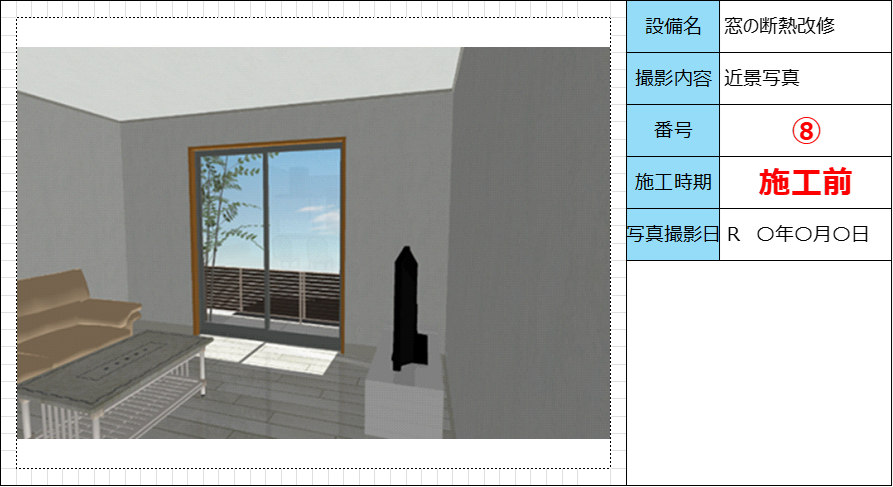 設備名 窓の断熱改修
撮影内容 近景写真
番号 ⑧
施工時期 施工前
写真撮影日 R　〇年〇月〇日